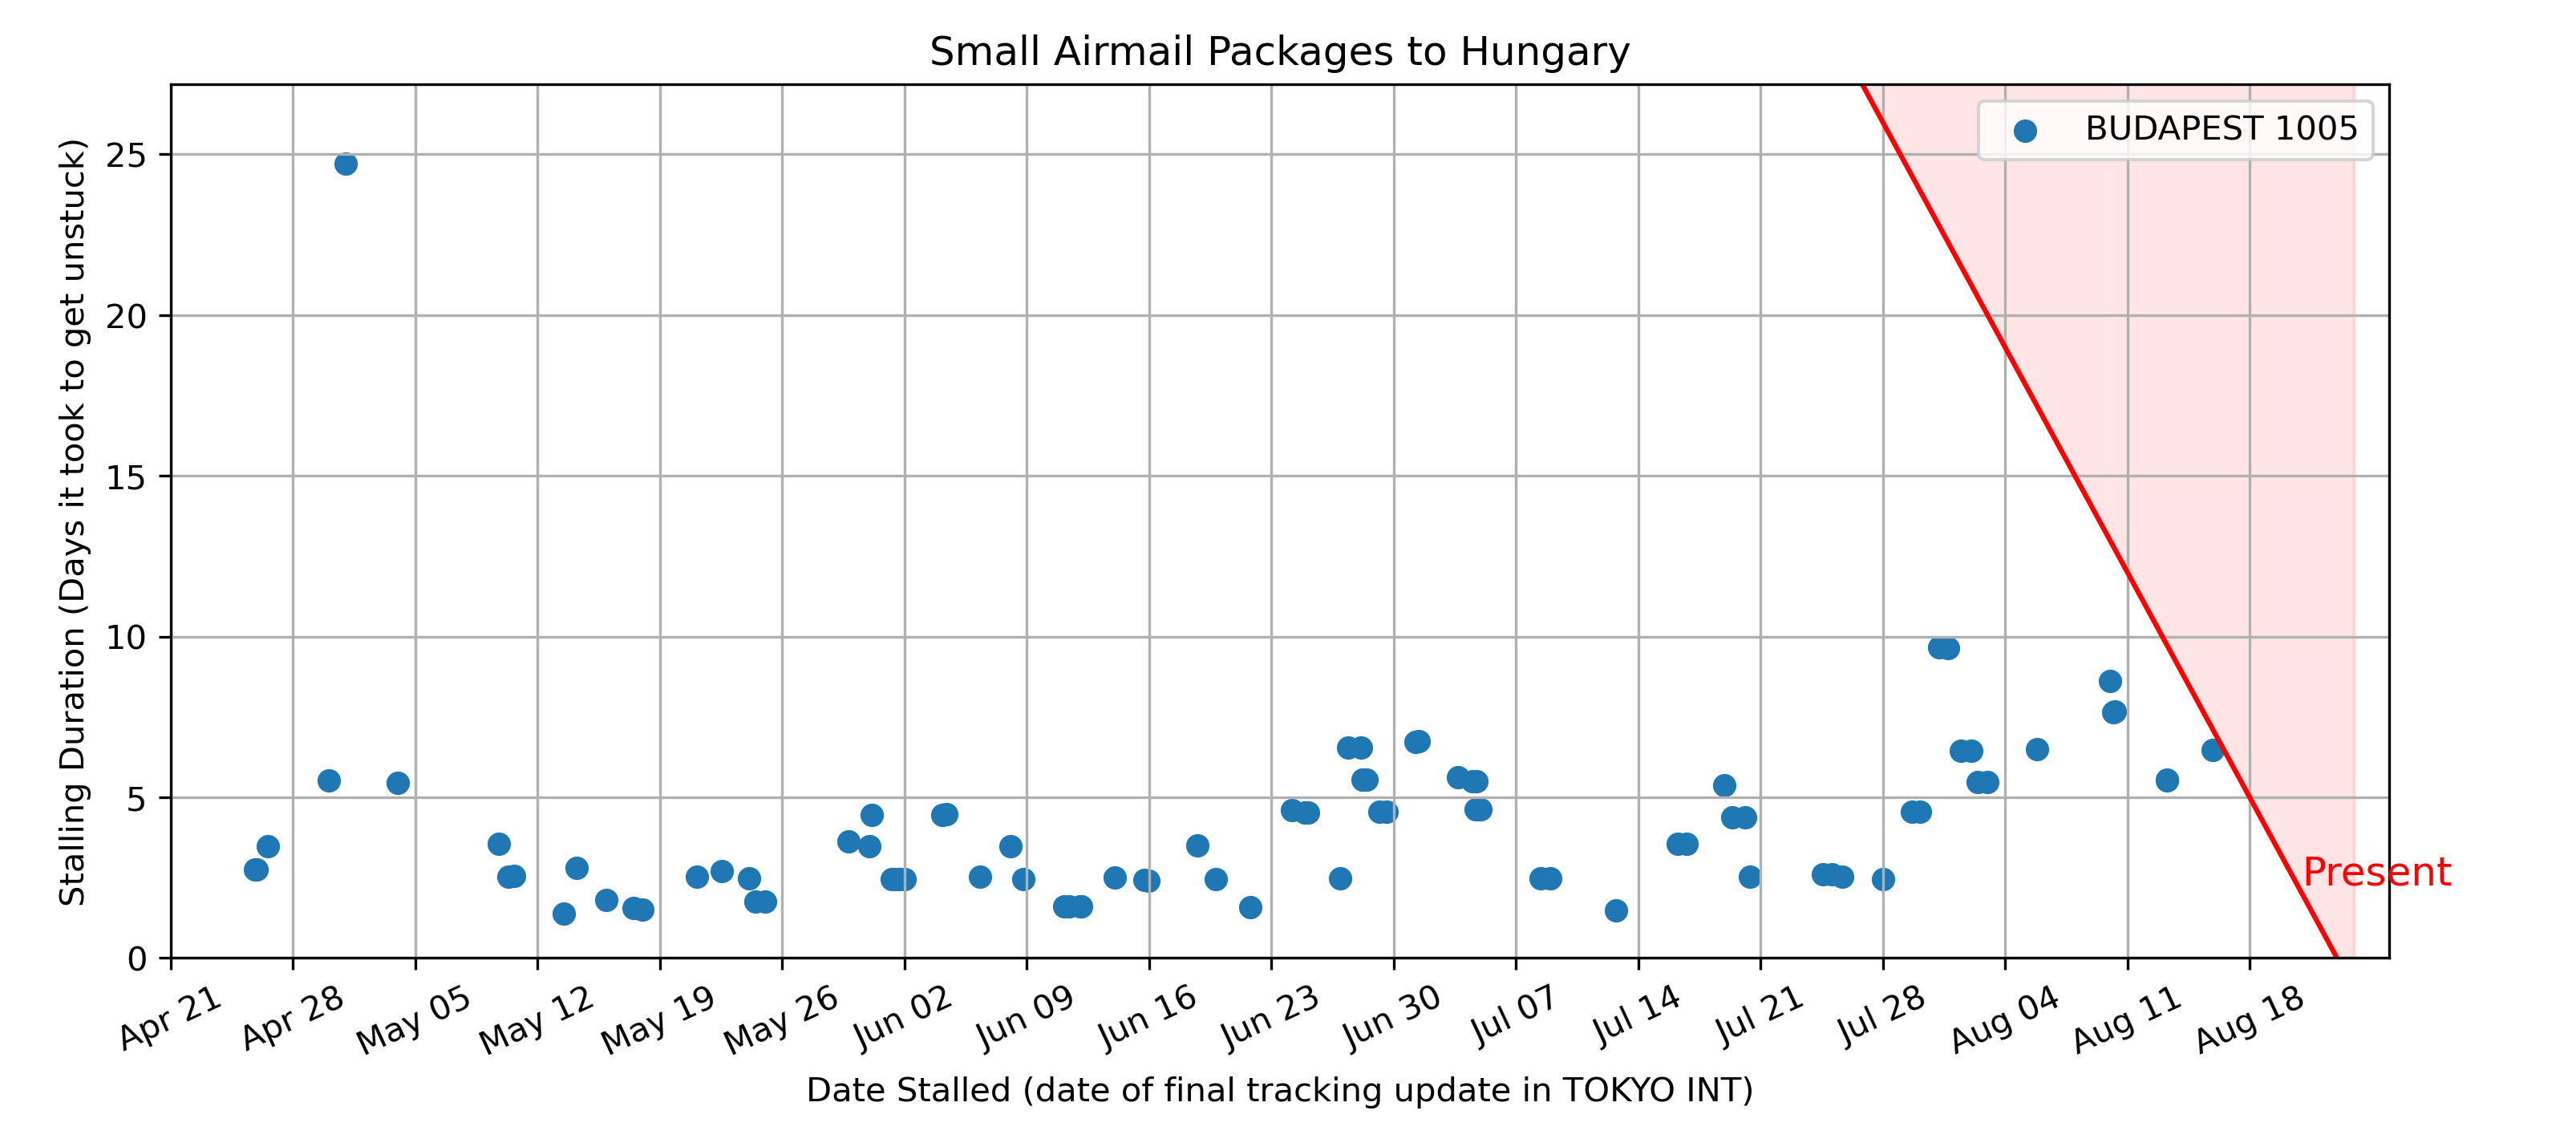 Small Airmail Packages to Hungary
BUDAPEST 1005
Stalling Duration (Days it took to get unstuck)
25
20
15
10
5
0
Present
Apr 21
Apr 28
May 05
May 12
May 19
May 26
Jun 02
Jun 09
Jun 16
Jun 23
Jun 30
Jul 07
Jul 14
Jul 21
Jul 28
Aug 04
Aug 11
Aug 18
Date Stalled (date of final tracking update in TOKYO INT)